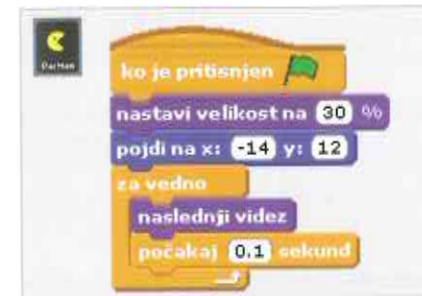 PacMan
ko je pritisnjen
nastavi velikost na 30 %
pojdi na x: -14 y: 12
za vedno
naslednji videz
počakaj 0.1 sekund